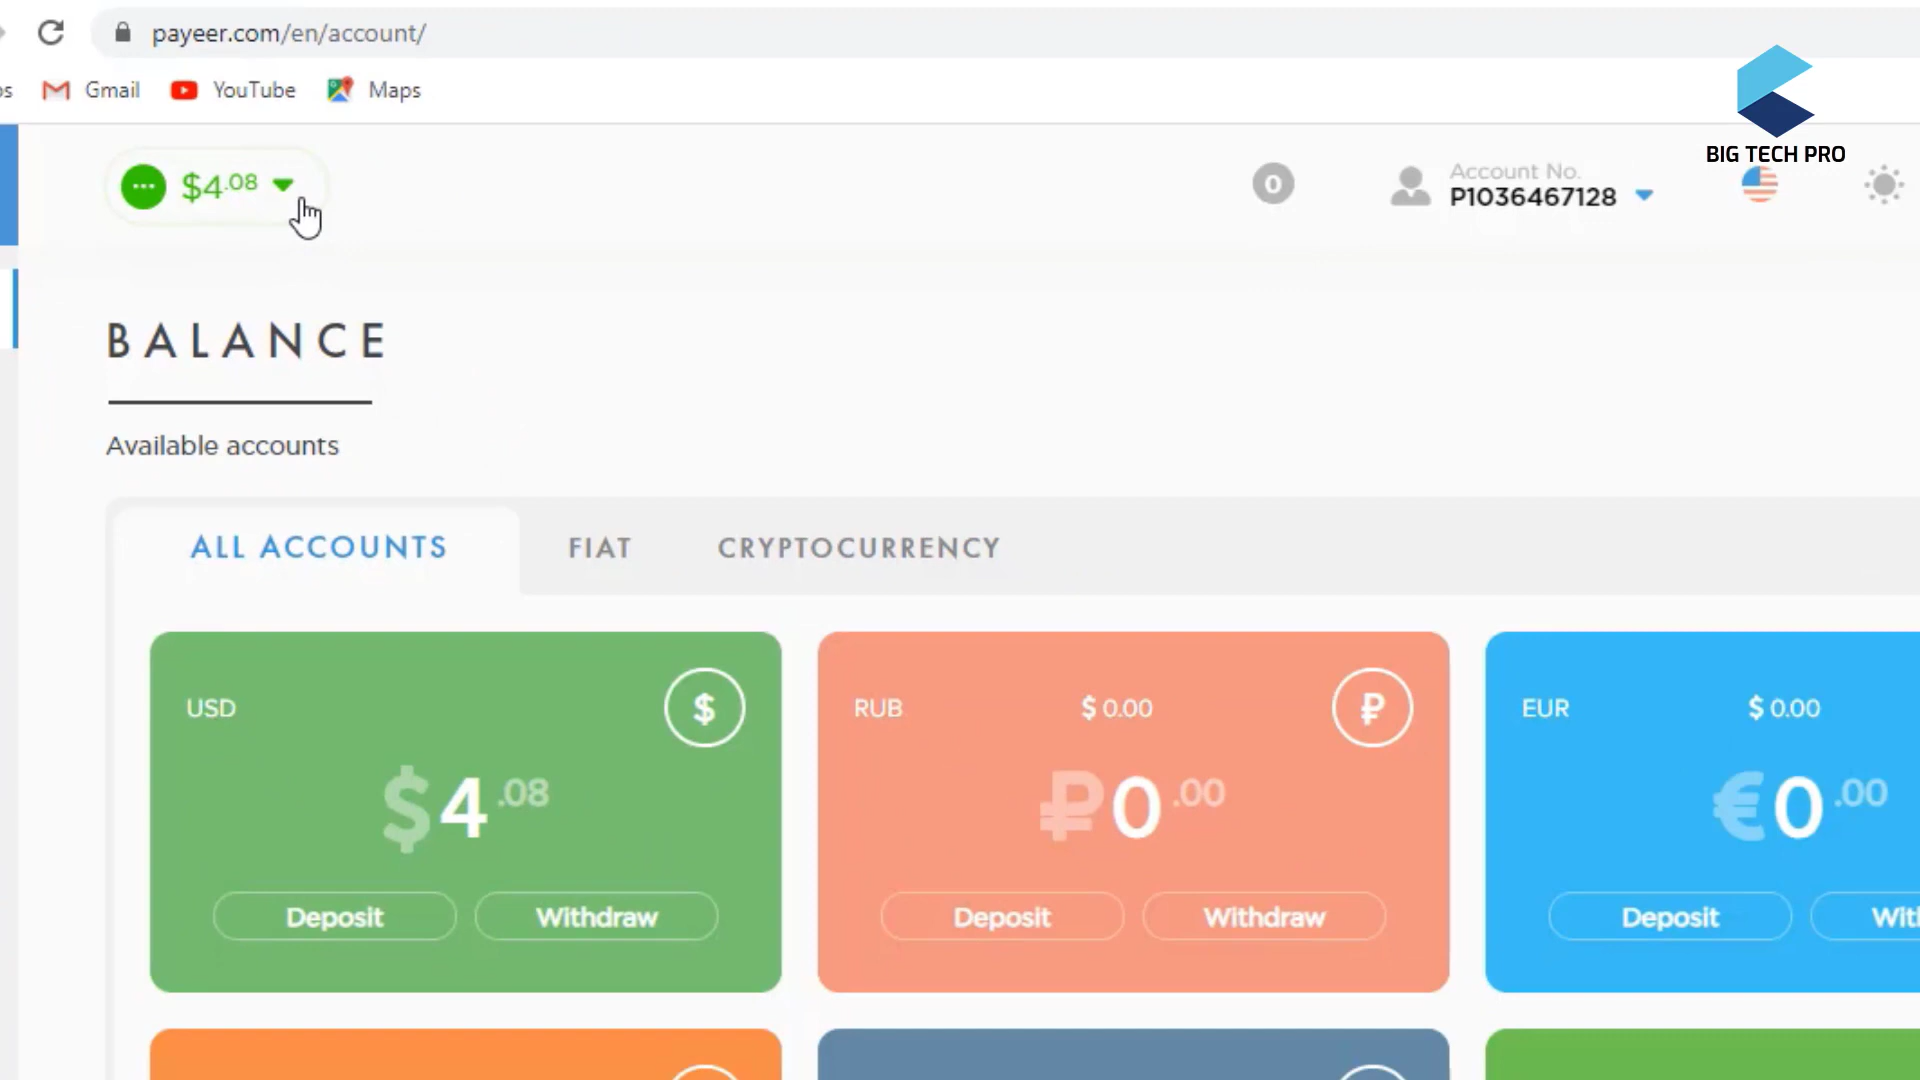 payeer.com/en/account/
Gmail YouTube Maps
BIG TECH PRO
$4.08
0
Account No.
P1036467128
BALANCE
Available accounts
ALL ACCOUNTS FIAT CRYPTOCURRENCY
USD $
$4.08
Deposit Withdraw
RUB $ 0.00 ₽
₽0.00
Deposit Withdraw
EUR $ 0.00
€0.00
Deposit